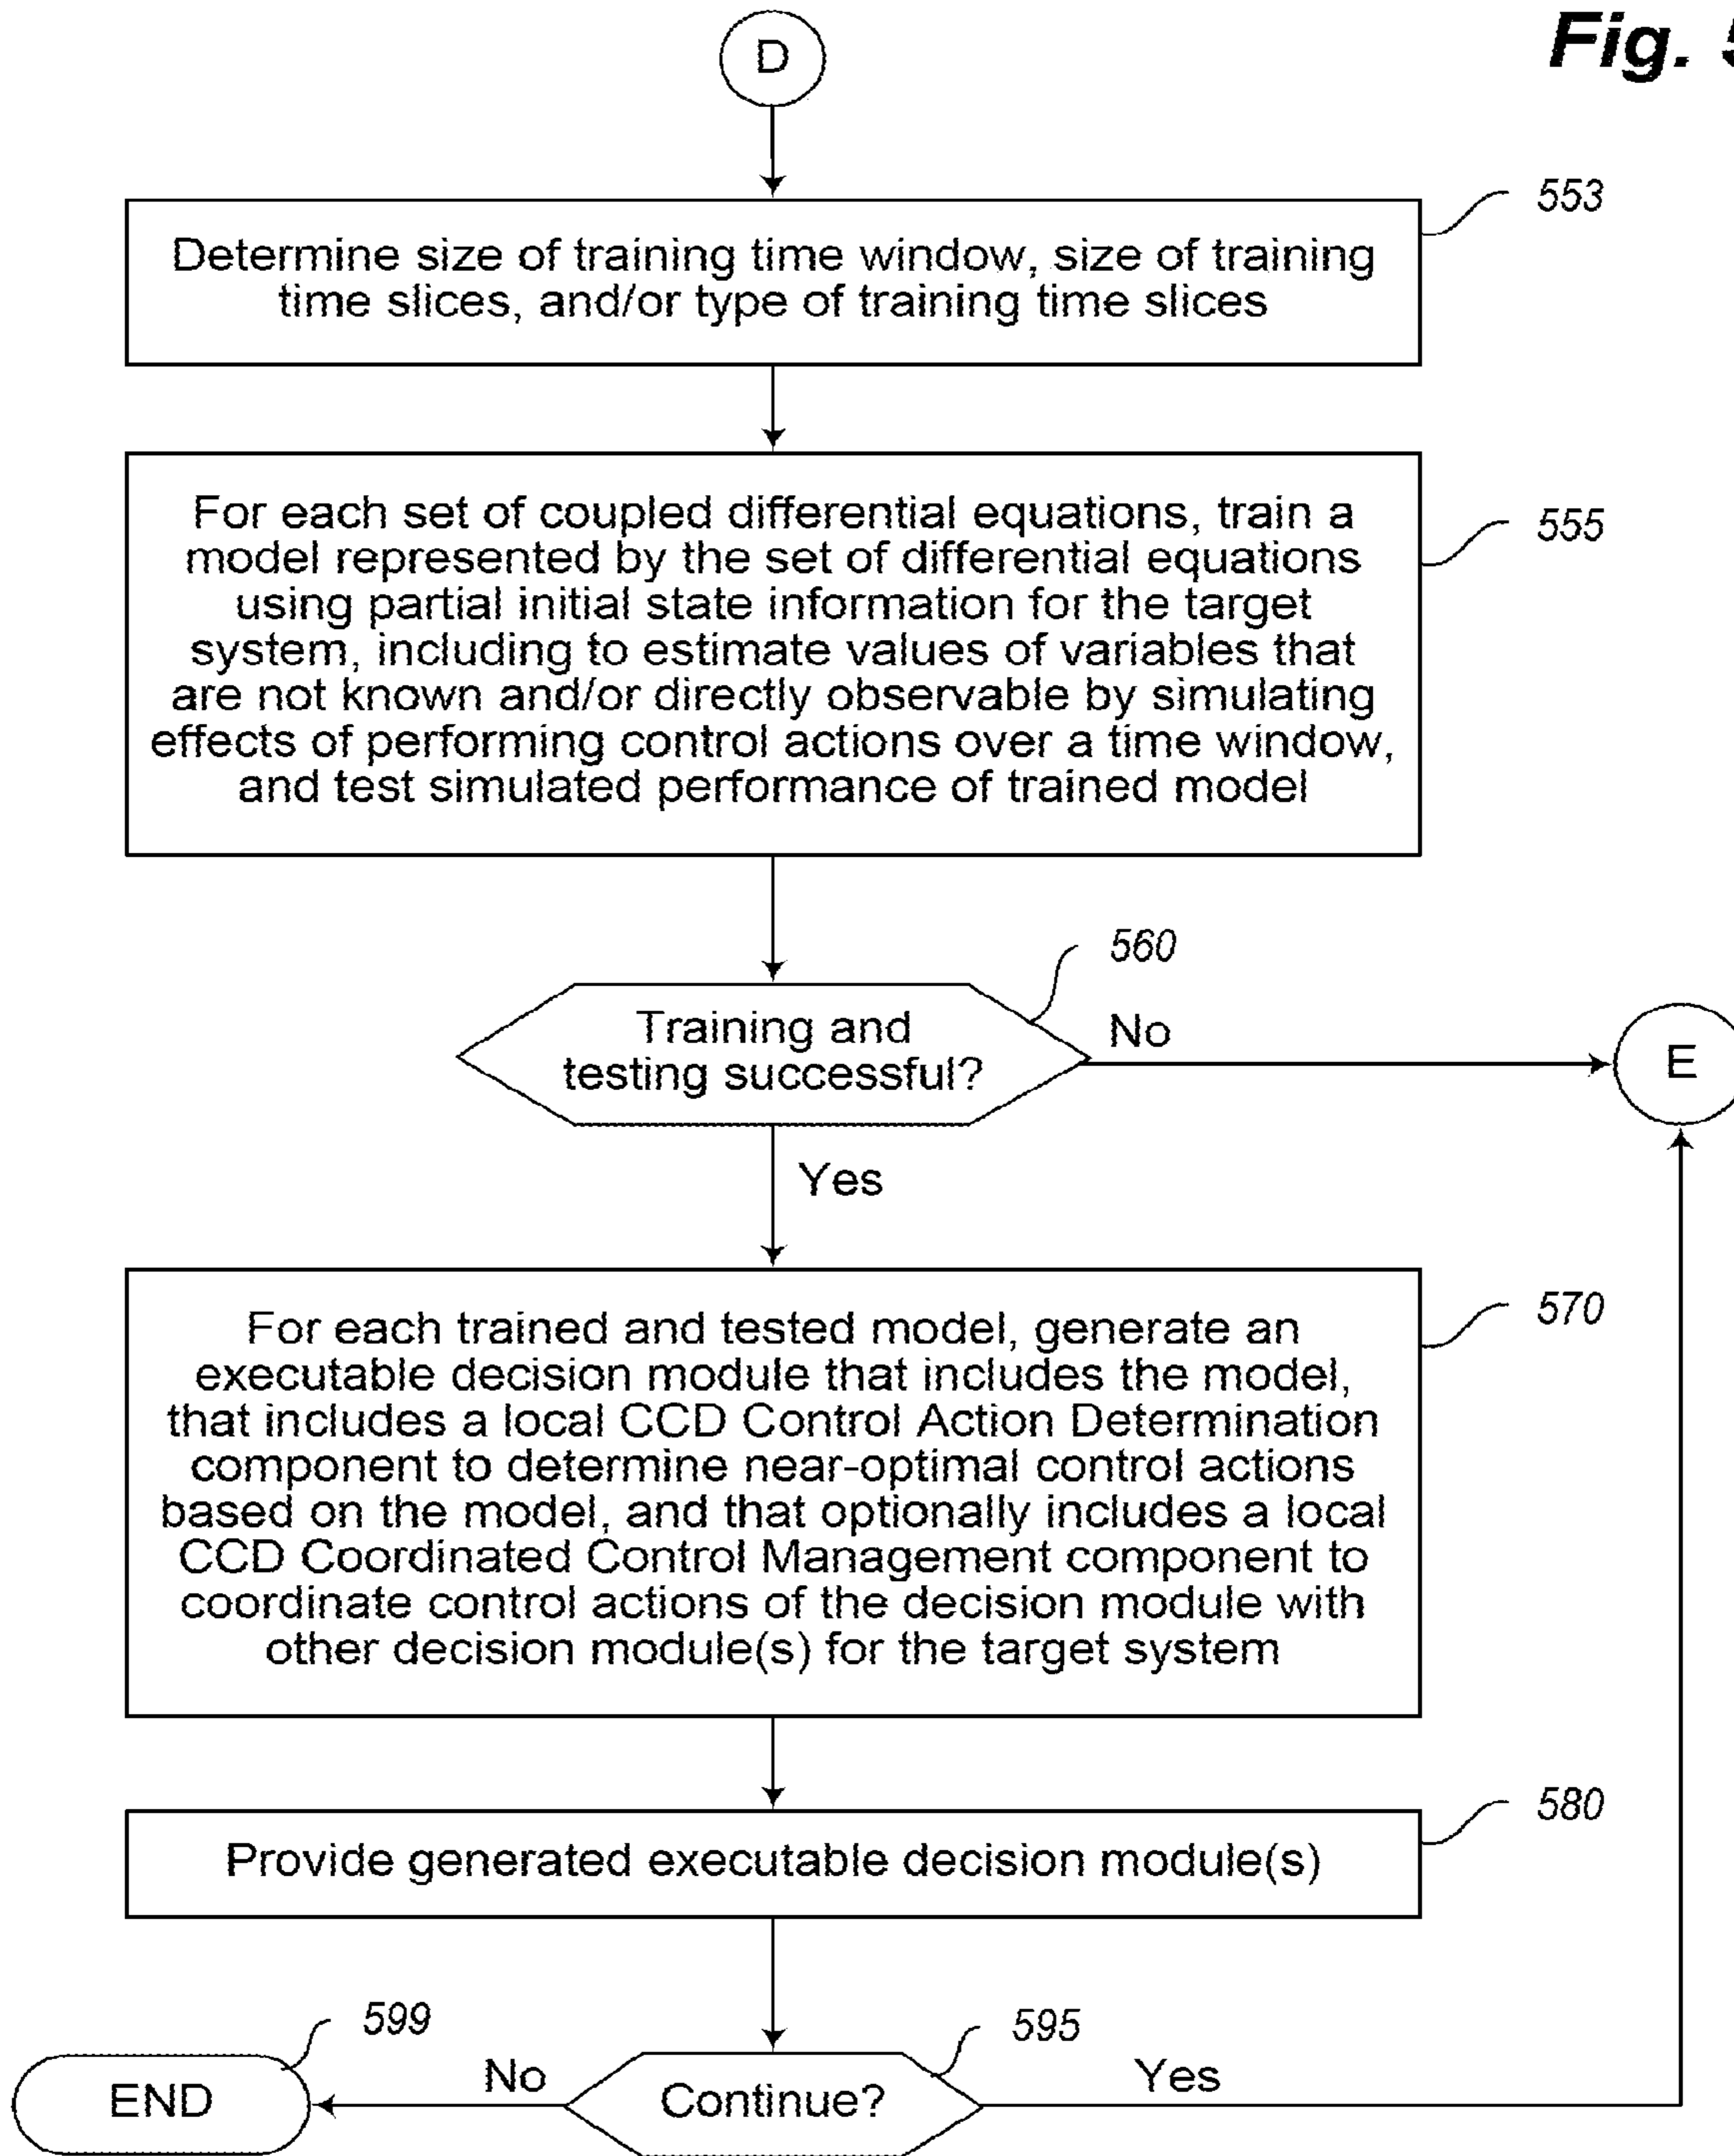 Fig. 5
D
553
Determine size of training time window, size of training
time slices, and/or type of training time slices
555
For each set of coupled differential equations, train a
model represented by the set of differential equations
using partial initial state information for the target
system, including to estimate values of variables that
are not known and/or directly observable by simulating
effects of performing control actions over a time window,
and test simulated performance of trained model
560
Training and
testing successful?
No
E
Yes
570
For each trained and tested model, generate an
executable decision module that includes the model,
that includes a local CCD Control Action Determination
component to determine near-optimal control actions
based on the model, and that optionally includes a local
CCD Coordinated Control Management component to
coordinate control actions of the decision module with
other decision module(s) for the target system
580
Provide generated executable decision module(s)
599
595
END
No
Continue?
Yes